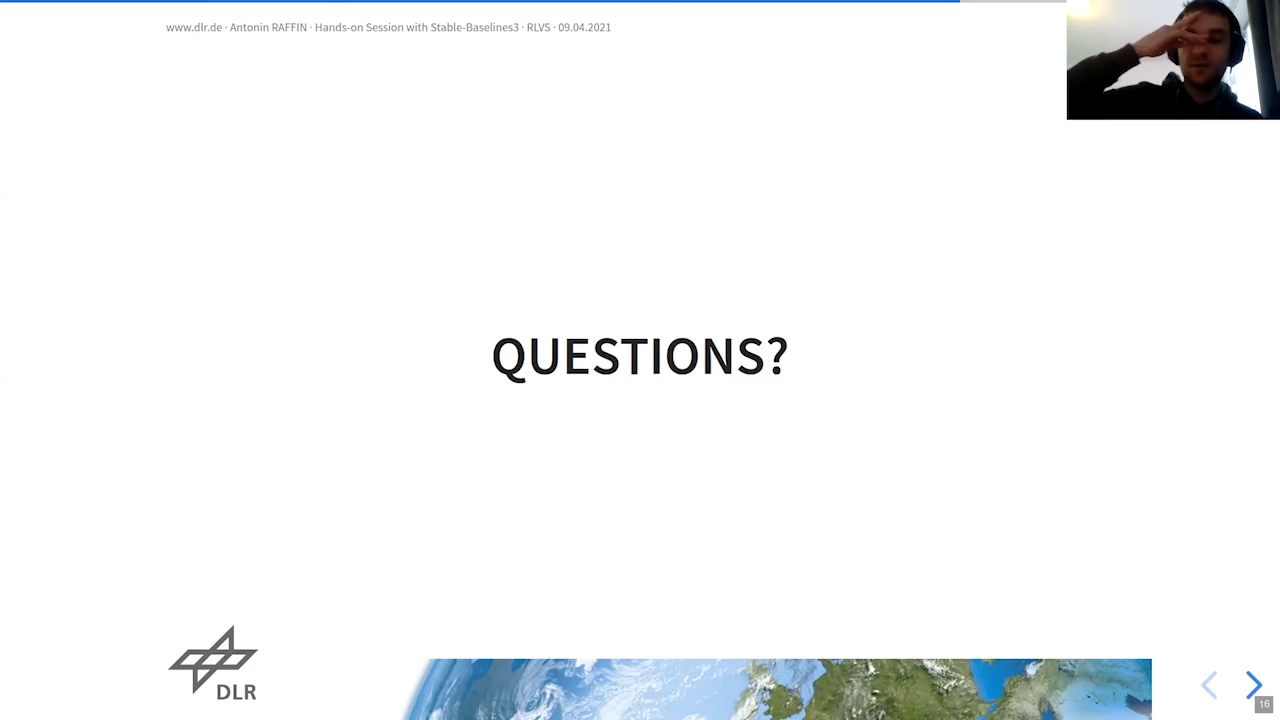 www.dlr.de · Antonin RAFFIN · Hands-on Session with Stable-Baselines3 · RLVS · 09.04.2021
QUESTIONS?
DLR
16